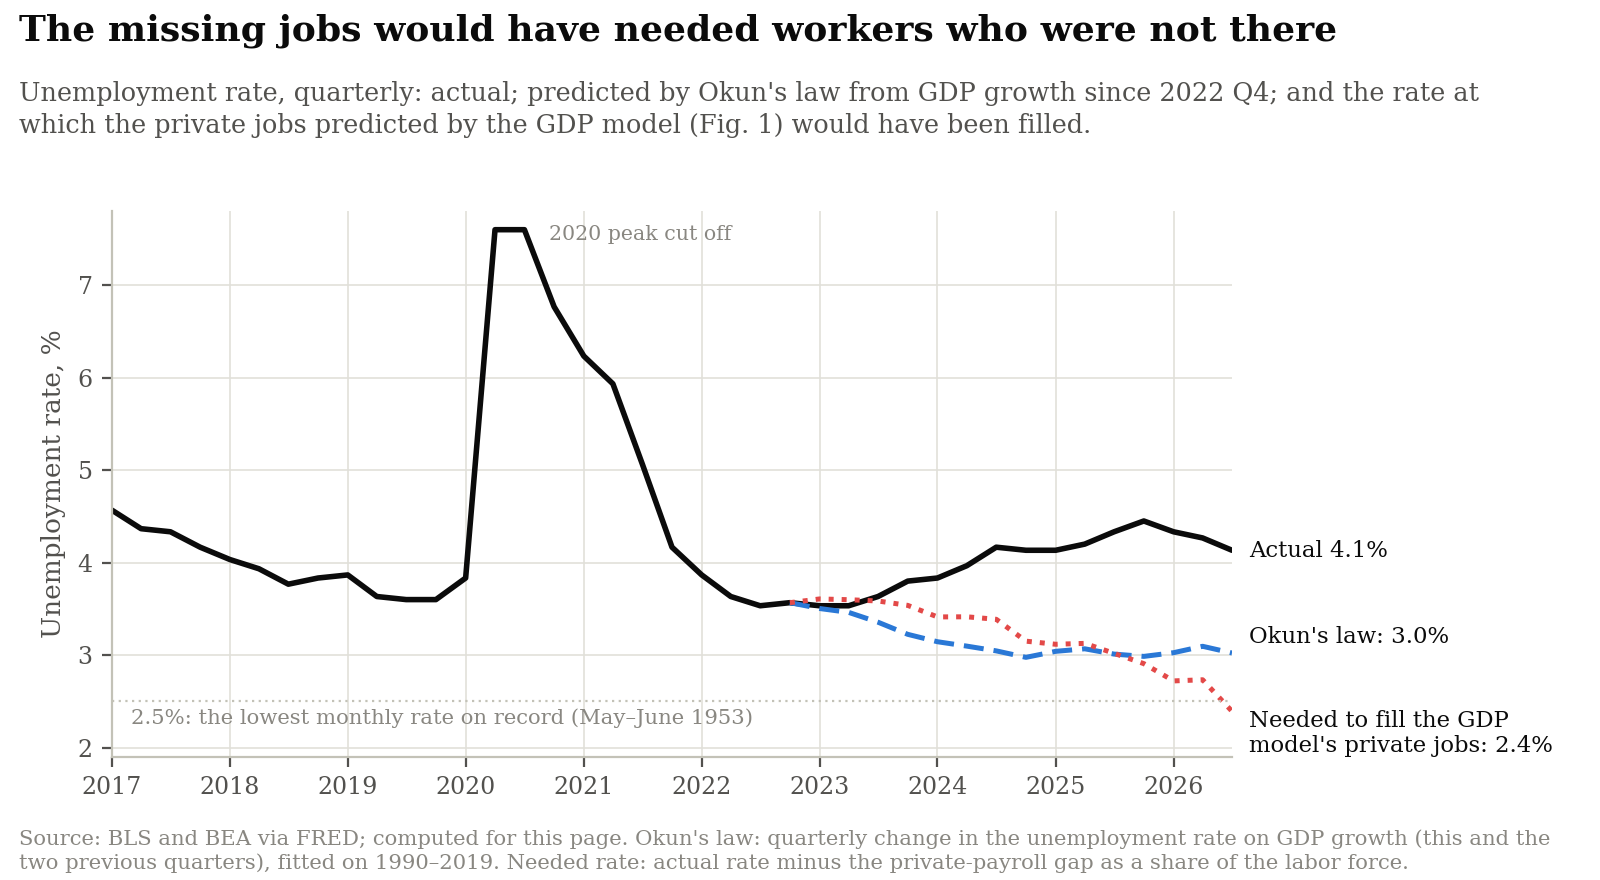 The missing jobs would have needed workers who were not there
Unemployment rate, quarterly: actual; predicted by Okun's law from GDP growth since 2022 Q4; and the rate at
which the private jobs predicted by the GDP model (Fig. 1) would have been filled.
2020 peak cut off
Unemployment rate, %
7
6
5
4
3
2
Actual 4.1%
Okun's law: 3.0%
2.5%: the lowest monthly rate on record (May–June 1953)
Needed to fill the GDP
model's private jobs: 2.4%
2017 2018 2019 2020 2021 2022 2023 2024 2025 2026
Source: BLS and BEA via FRED; computed for this page. Okun's law: quarterly change in the unemployment rate on GDP growth (this and the
two previous quarters), fitted on 1990–2019. Needed rate: actual rate minus the private-payroll gap as a share of the labor force.